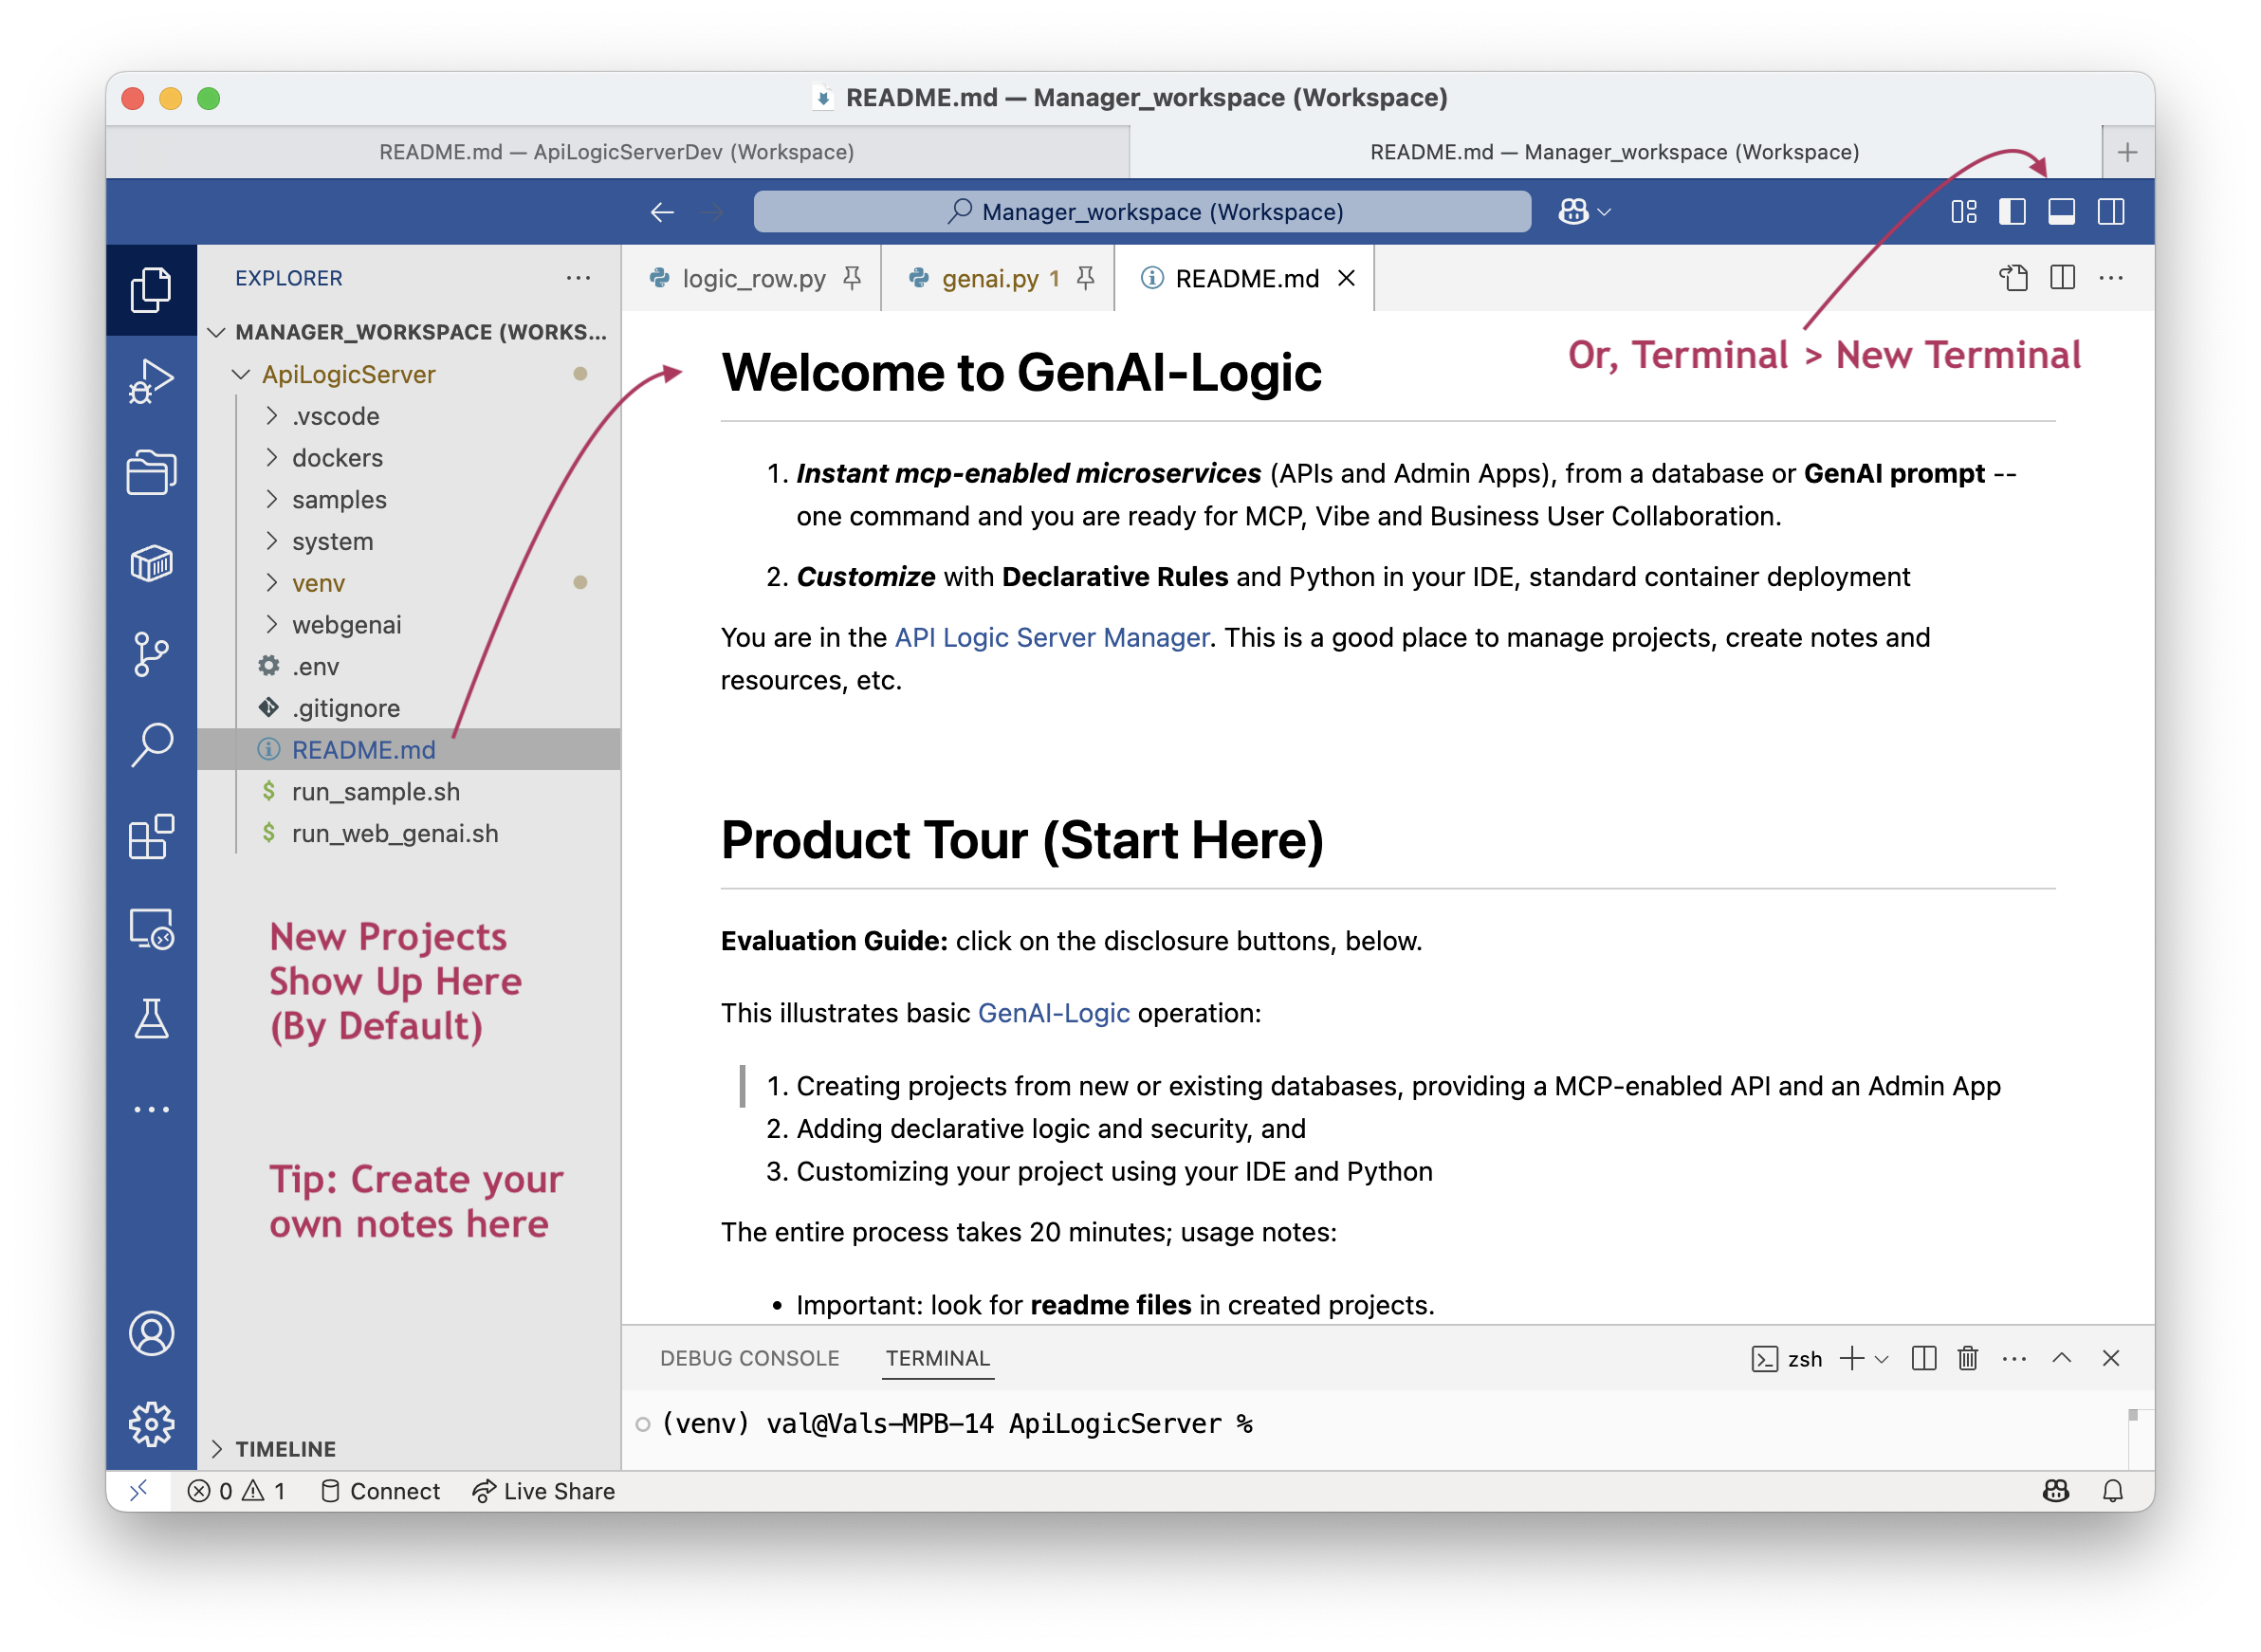 README.md — Manager_workspace (Workspace)
README.md — ApiLogicServerDev (Workspace)
README.md — Manager_workspace (Workspace)
Manager_workspace (Workspace)
EXPLORER
MANAGER_WORKSPACE (WORKS...
ApiLogicServer
.vscode
dockers
samples
system
venv
webgenai
.env
.gitignore
README.md
run_sample.sh
run_web_genai.sh
New Projects
Show Up Here
(By Default)
Tip: Create your
own notes here
TIMELINE
logic_row.py
genai.py 1
README.md
Or, Terminal > New Terminal
Welcome to GenAI-Logic
1. Instant mcp-enabled microservices (APIs and Admin Apps), from a database or GenAI prompt --
one command and you are ready for MCP, Vibe and Business User Collaboration.
2. Customize with Declarative Rules and Python in your IDE, standard container deployment
You are in the API Logic Server Manager. This is a good place to manage projects, create notes and
resources, etc.
Product Tour (Start Here)
Evaluation Guide: click on the disclosure buttons, below.
This illustrates basic GenAI-Logic operation:
1. Creating projects from new or existing databases, providing a MCP-enabled API and an Admin App
2. Adding declarative logic and security, and
3. Customizing your project using your IDE and Python
The entire process takes 20 minutes; usage notes:
• Important: look for readme files in created projects.
DEBUG CONSOLE
TERMINAL
zsh
(venv) val@Vals-MPB-14 ApiLogicServer %
0 1 Connect Live Share